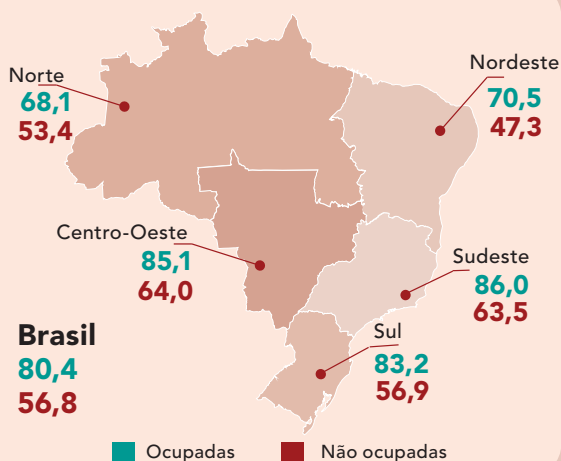 Norte
68,1
53,4
Nordeste
70,5
47,3
Centro-Oeste
85,1
64,0
Sudeste
86,0
63,5
Sul
83,2
56,9
Brasil
80,4
56,8
Ocupadas
Não ocupadas